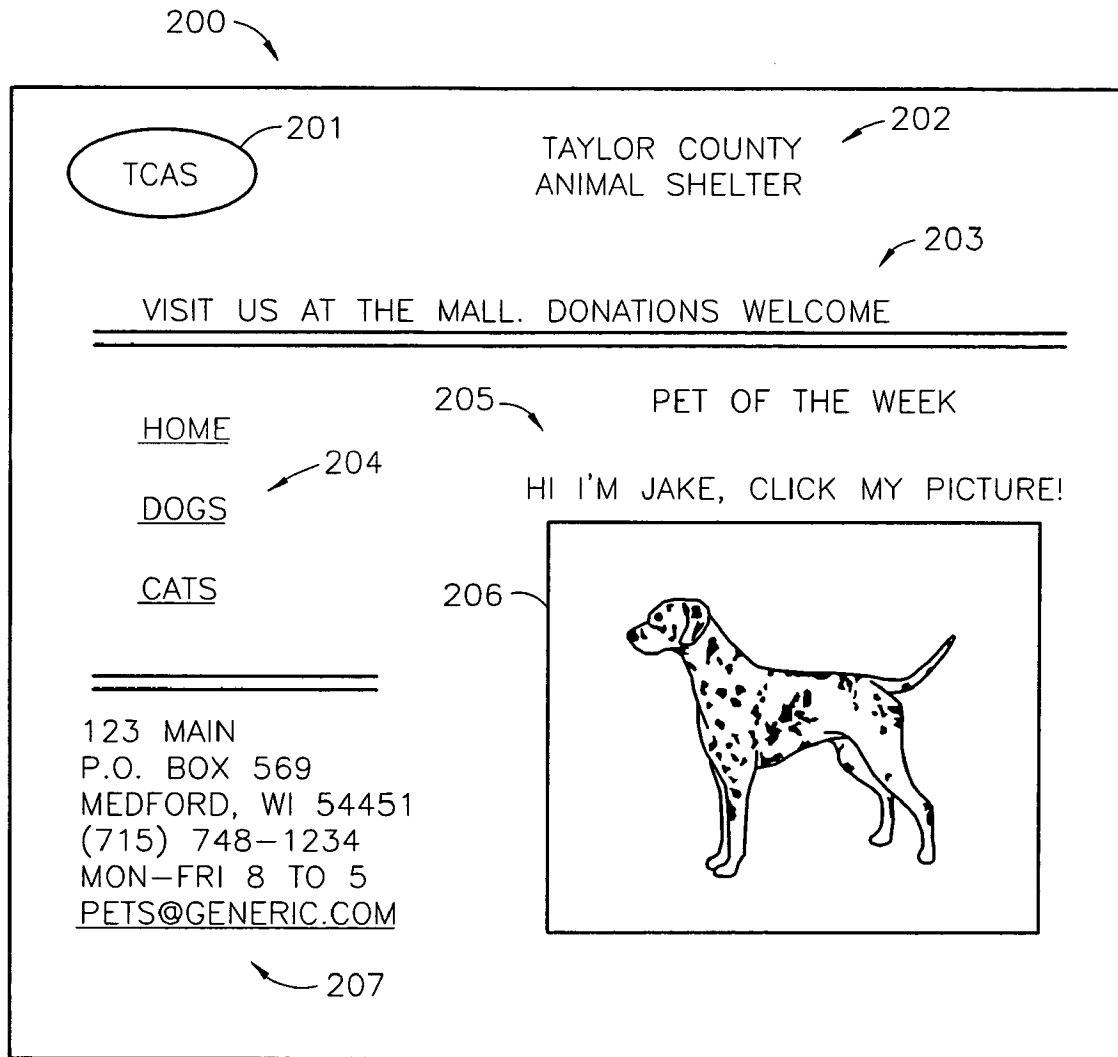 200
201
TCAS
202
TAYLOR COUNTY
ANIMAL SHELTER
203
VISIT US AT THE MALL. DONATIONS WELCOME
HOME
204
DOGS
CATS
205
PET OF THE WEEK
HI I'M JAKE, CLICK MY PICTURE!
206
123 MAIN
P.O. BOX 569
MEDFORD, WI 54451
(715) 748–1234
MON–FRI 8 TO 5
PETS@GENERIC.COM
207